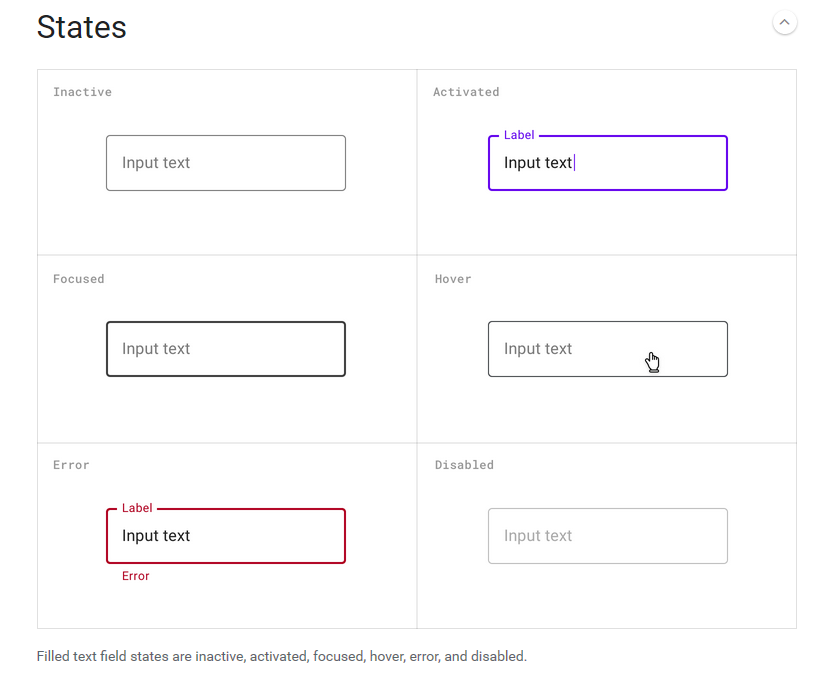 States
Inactive
Activated
Input text
Label
Input text
Focused
Hover
Input text
Input text
Error
Disabled
Label
Input text
Error
Input text
Filled text field states are inactive, activated, focused, hover, error, and disabled.